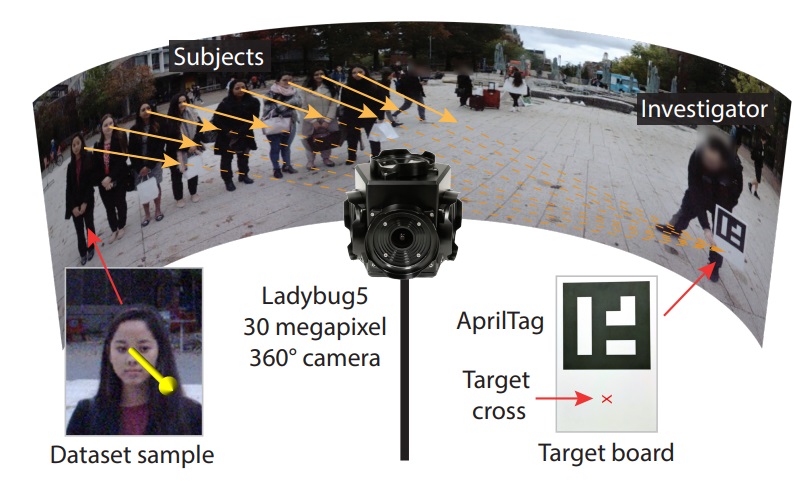 Subjects
Investigator
Ladybug5
30 megapixel
360° camera
AprilTag
Target
cross
Dataset sample
Target board